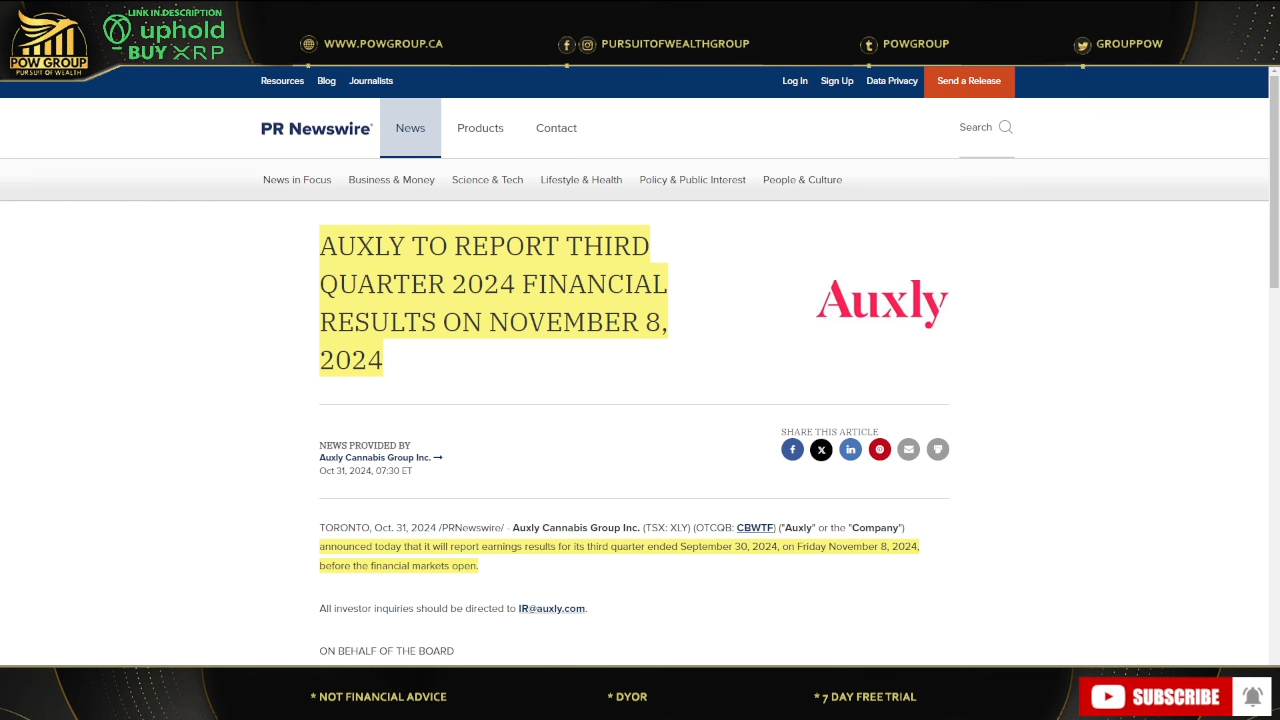 LINK IN DESCRIPTION
uphold
BUY XRP
POW GROUP
PURSUIT OF WEALTH
WWW.POWGROUP.CA
PURSUITOFWEALTHGROUP
POWGROUP
GROUPPOW
Resources Blog Journalists Log In Sign Up Data Privacy Send a Release
PR Newswire® News Products Contact Search
News in Focus Business & Money Science & Tech Lifestyle & Health Policy & Public Interest People & Culture
AUXLY TO REPORT THIRD
QUARTER 2024 FINANCIAL
RESULTS ON NOVEMBER 8,
2024
Auxly
SHARE THIS ARTICLE
NEWS PROVIDED BY
Auxly Cannabis Group Inc. →
Oct 31, 2024, 07:30 ET
TORONTO, Oct. 31, 2024 /PRNewswire/ - Auxly Cannabis Group Inc. (TSX: XLY) (OTCQB: CBWTF) ("Auxly" or the "Company")
announced today that it will report earnings results for its third quarter ended September 30, 2024, on Friday November 8, 2024,
before the financial markets open.
All investor inquiries should be directed to IR@auxly.com.
ON BEHALF OF THE BOARD
* NOT FINANCIAL ADVICE
* DYOR
* 7 DAY FREE TRIAL
SUBSCRIBE